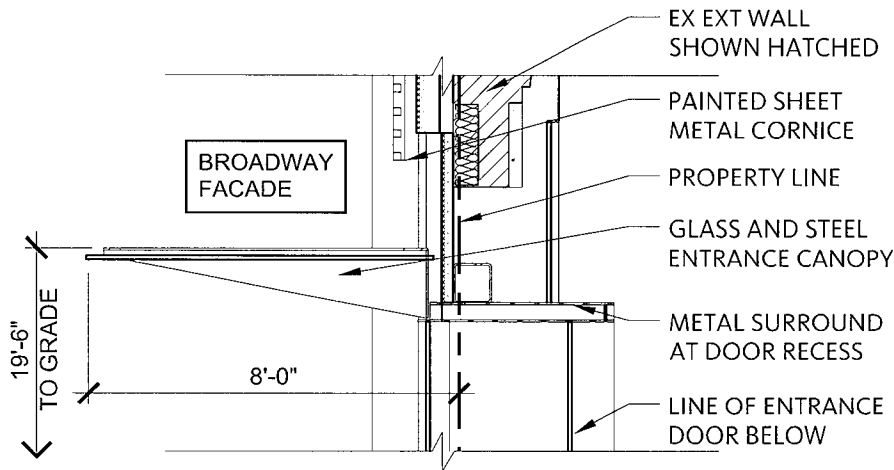 EX EXT WALL
SHOWN HATCHED
PAINTED SHEET
METAL CORNICE
BROADWAY
FACADE
PROPERTY LINE
GLASS AND STEEL
ENTRANCE CANOPY
19'-6"
TO GRADE
METAL SURROUND
AT DOOR RECESS
8'-0"
LINE OF ENTRANCE
DOOR BELOW